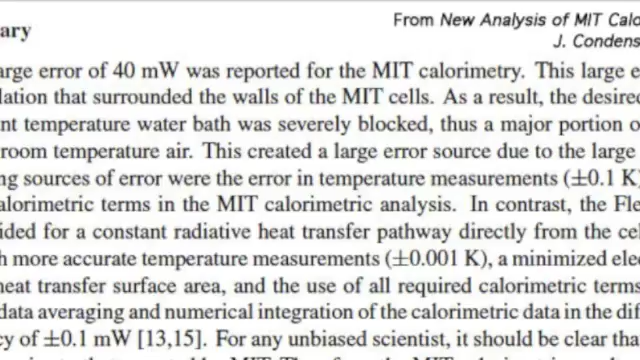 From New Analysis of MIT Calo
ary
J. Condens
arge error of 40 mW was reported for the MIT calorimetry. This large e
lation that surrounded the walls of the MIT cells. As a result, the desired
nt temperature water bath was severely blocked, thus a major portion o
room temperature air. This created a large error source due to the large
ng sources of error were the error in temperature measurements (±0.1 K
alorimetric terms in the MIT calorimetric analysis. In contrast, the Fle
ided for a constant radiative heat transfer pathway directly from the cel
h more accurate temperature measurements (±0.001 K), a minimized elec
heat transfer surface area, and the use of all required calorimetric terms
data averaging and numerical integration of the calorimetric data in the diff
cy of ±0.1 mW [13,15]. For any unbiased scientist, it should be clear that